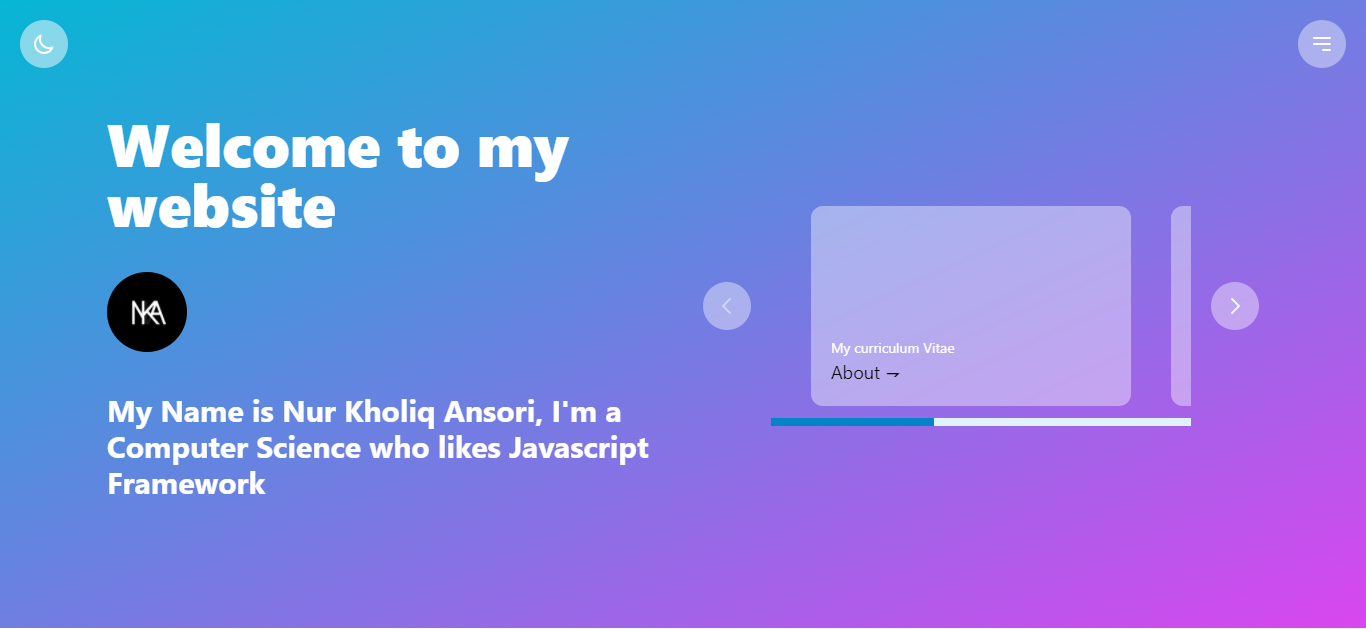 Welcome to my
website
NKA
My Name is Nur Kholiq Ansori, I'm a
Computer Science who likes Javascript
Framework
My curriculum Vitae
About →